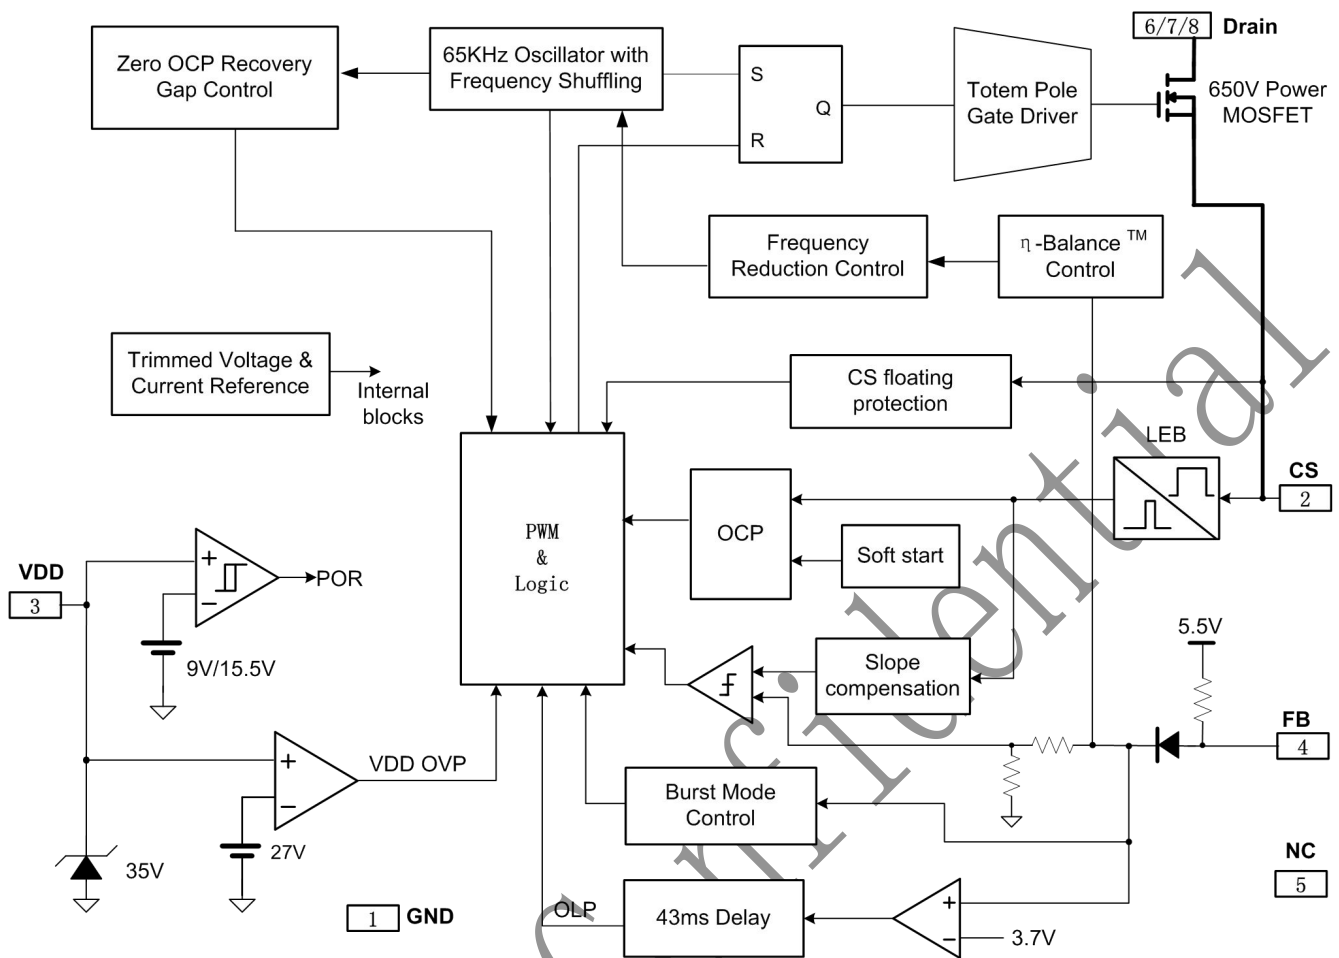 6/7/8 Drain
Zero OCP Recovery
Gap Control
65KHz Oscillator with
Frequency Shuffling
S
Q
R
Totem Pole
Gate Driver
650V Power
MOSFET
Frequency
Reduction Control
η-Balance TM
Control
Trimmed Voltage &
Current Reference
Internal
blocks
CS floating
protection
LEB
CS
2
PWM
&
Logic
OCP
Soft start
VDD
3
+
−
POR
9V/15.5V
Slope
compensation
5.5V
FB
4
+
−
VDD OVP
27V
35V
Burst Mode
Control
NC
5
1 GND
OLP
43ms Delay
+
−
3.7V